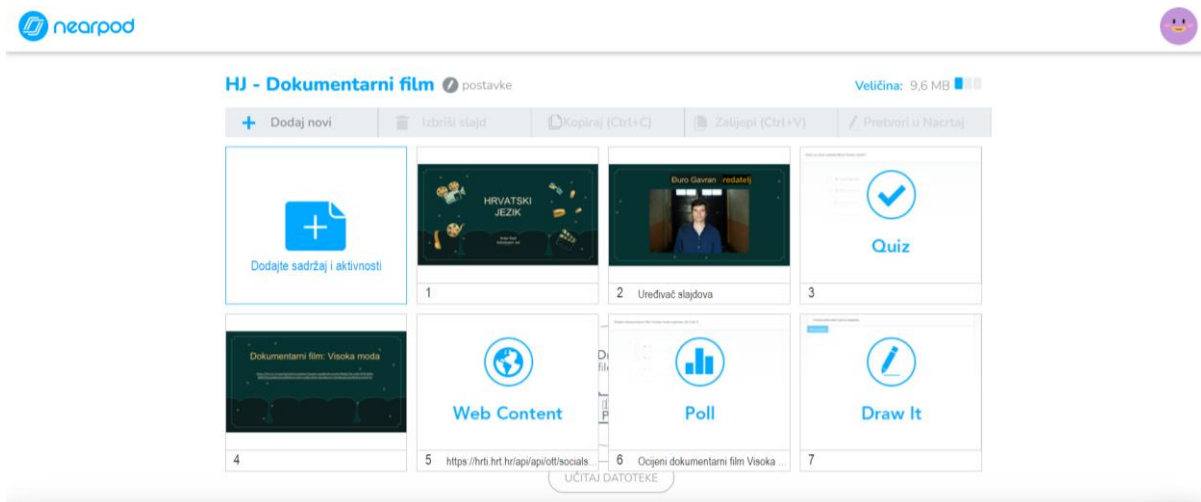 nearpod
HJ - Dokumentarni film postavke
Veličina: 9,6 MB
+ Dodaj novi
Izbriši slajd
Kopiraj (Ctrl+C)
Zalijepi (Ctrl+V)
Pretvori u Nacrtaj
Dodajte sadržaj i aktivnosti
HRVATSKI
JEZIK
1
Đuro Gavran redatelj
2 Uređivač slajdova
Quiz
3
Dokumentarni film: Visoka moda
4
Web Content
5 https://hrti.hrt.hr/api/api/ott/socials...
Poll
6 Ocijeni dokumentarni film Visoka ...
Draw It
7
UČITAJ DATOTEKE